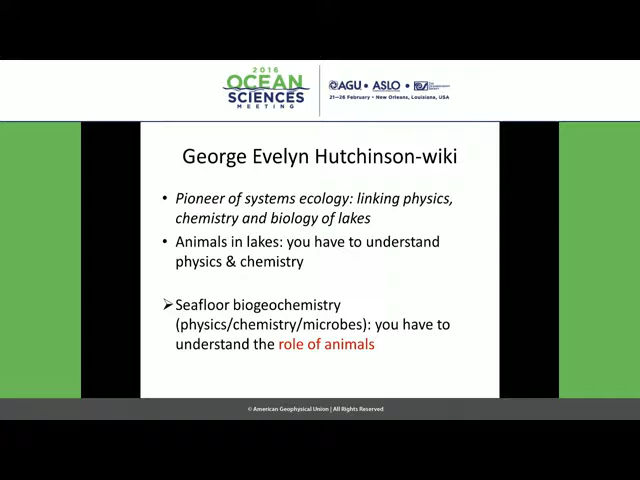 2016
OCEAN
SCIENCES
MEETING
AGU • ASLO •
21–26 February • New Orleans, Louisiana, USA
George Evelyn Hutchinson-wiki
• Pioneer of systems ecology: linking physics,
chemistry and biology of lakes
• Animals in lakes: you have to understand
physics & chemistry
➢ Seafloor biogeochemistry
(physics/chemistry/microbes): you have to
understand the role of animals
© American Geophysical Union | All Rights Reserved